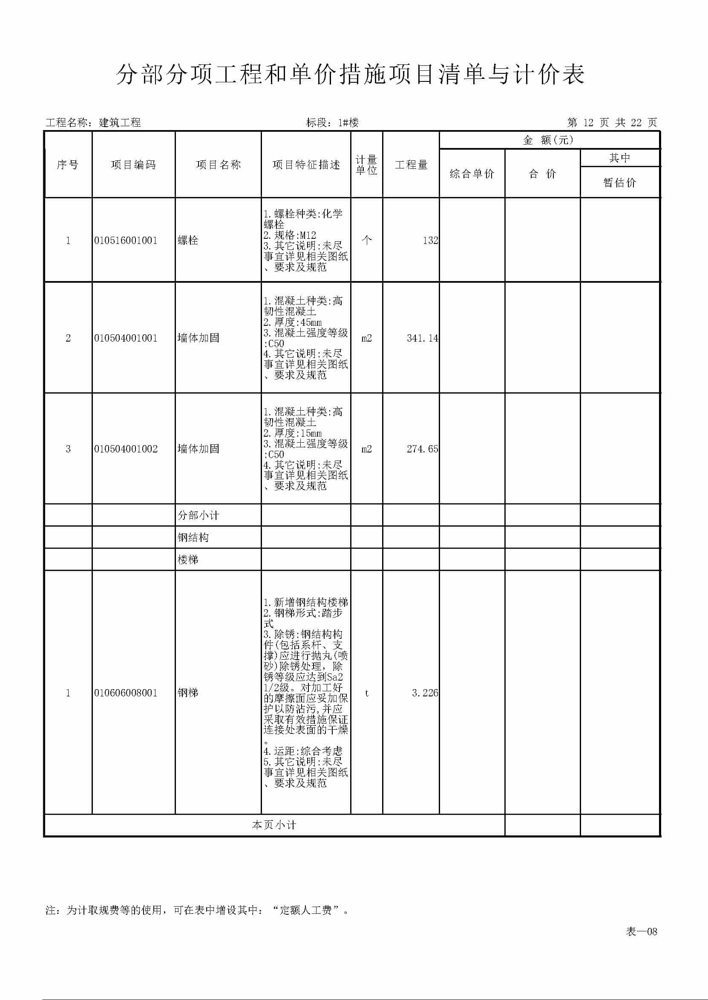 分部分项工程和单价措施项目清单与计价表
工程名称：建筑工程
标段：1#楼
第 12 页 共 22 页
序号
项目编码
项目名称
项目特征描述
计量
单位
工程量
金 额(元)
综合单价
合 价
其中
暂估价
1
010516001001
螺栓
1.螺栓种类:化学
螺栓
2.规格:M12
3.其它说明:未尽
事宜详见相关图纸
、要求及规范
个
132
2
010504001001
墙体加固
1.混凝土种类:高
韧性混凝土
2.厚度:45mm
3.混凝土强度等级
:C50
4.其它说明:未尽
事宜详见相关图纸
、要求及规范
m2
341.14
3
010504001002
墙体加固
1.混凝土种类:高
韧性混凝土
2.厚度:15mm
3.混凝土强度等级
:C50
4.其它说明:未尽
事宜详见相关图纸
、要求及规范
m2
274.65
分部小计
钢结构
楼梯
1
010606008001
钢梯
1.新增钢结构楼梯
2.钢梯形式:踏步
式
3.除锈:钢结构构
件(包括系杆、支
撑)应进行抛丸(喷
砂)除锈处理，除
锈等级应达到Sa2
1/2级。对加工好
的摩擦面应妥加保
护以防沾污,并应
采取有效措施保证
连接处表面的干燥
。
4.运距:综合考虑
5.其它说明:未尽
事宜详见相关图纸
、要求及规范
t
3.226
本页小计
注：为计取规费等的使用，可在表中增设其中：“定额人工费”。
表—08